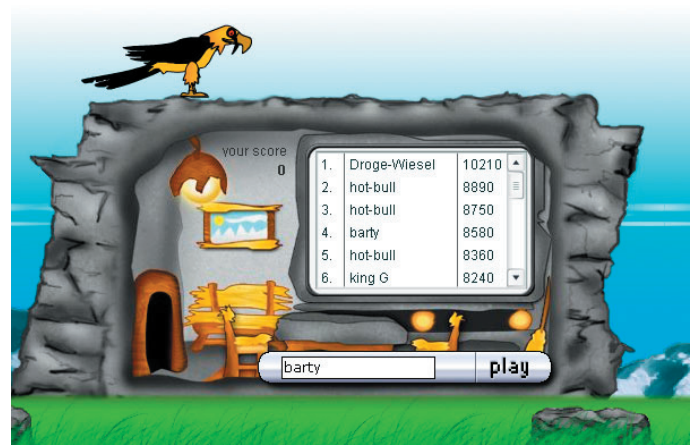 your score
0
1. Droge-Wiesel 10210
2. hot-bull 8890
3. hot-bull 8750
4. barty 8580
5. hot-bull 8360
6. king G 8240
barty play